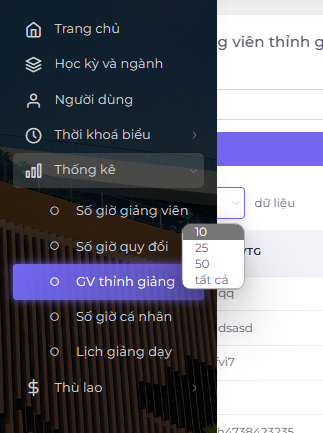 Trang chủ
g viên thỉnh g
Học kỳ và ngành
Người dùng
Thời khoá biểu
Thống kê
Số giờ giảng viên
dữ liệu
10
25
50
tất cả
Số giờ quy đổi
GV thỉnh giảng
qq
Số giờ cá nhân
dsasd
Lịch giảng dạy
vi7
Thù lao
h4738423235